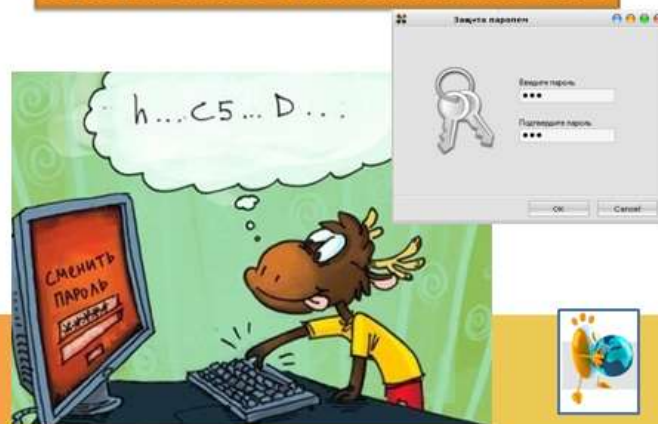 Защита паролем
Введите пароль
•••
Подтвердите пароль
•••
OK
Cancel
h...C5...D...
СМЕНИТЬ
ПАРОЛЬ